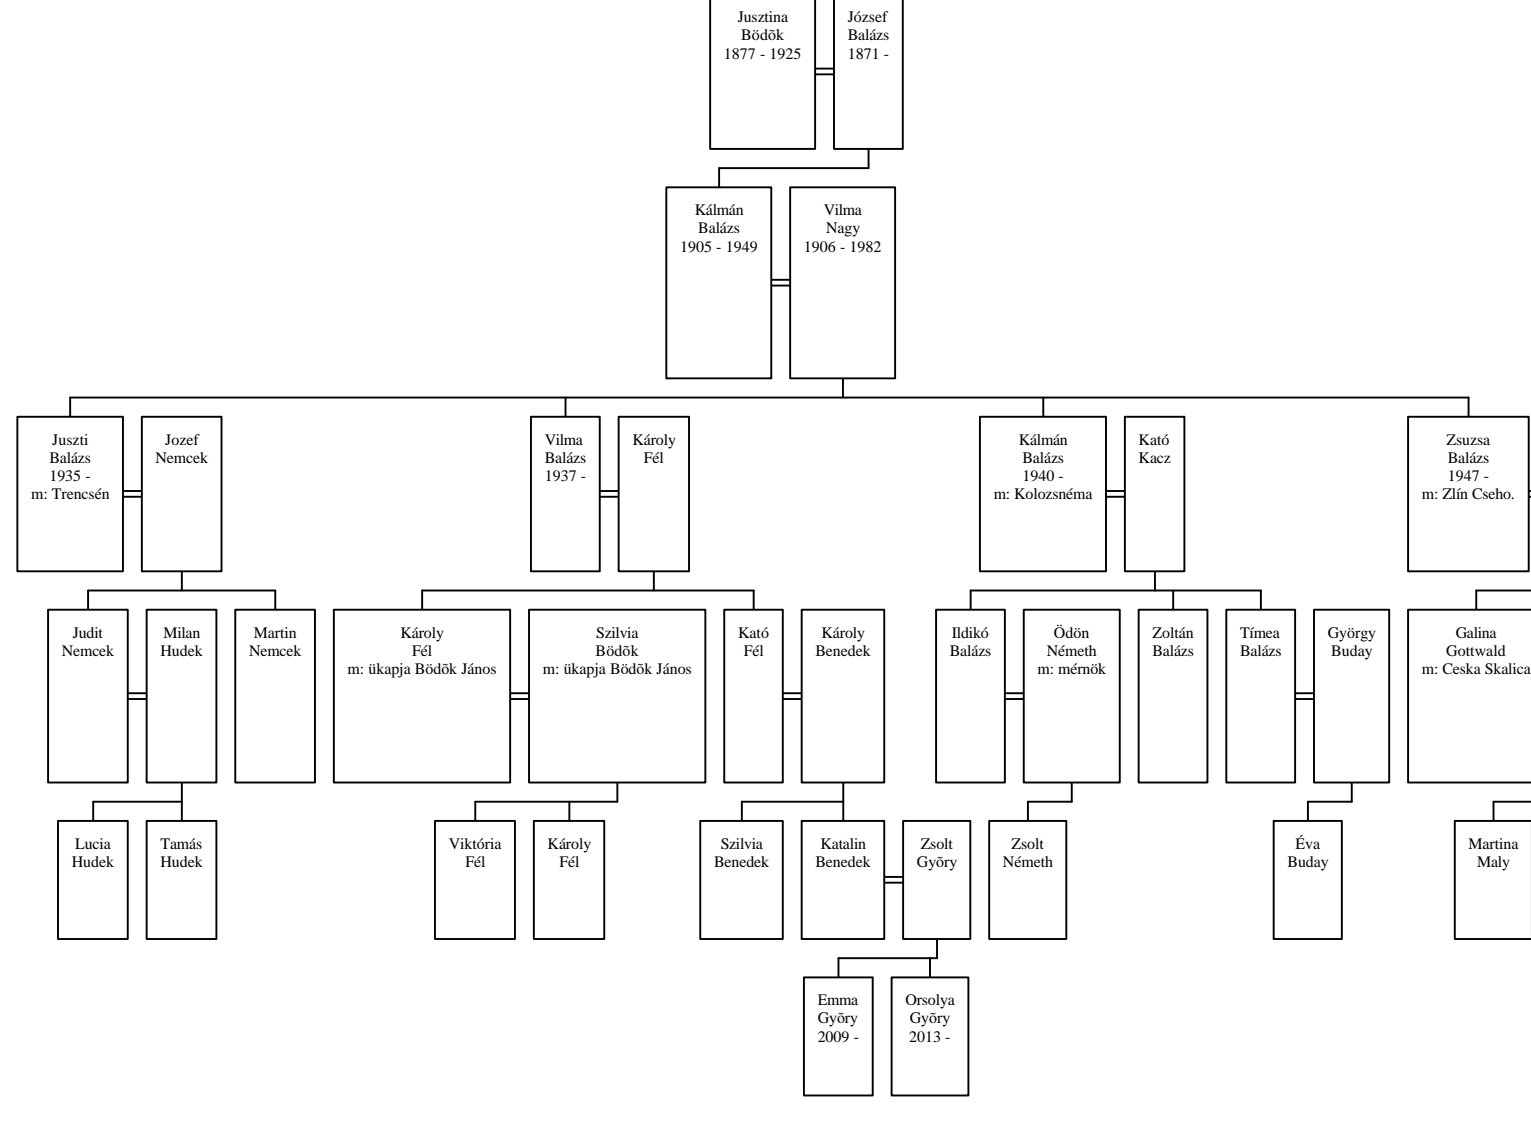 Jusztina
Bödõk
1877 - 1925
József
Balázs
1871 -
Kálmán
Balázs
1905 - 1949
Vilma
Nagy
1906 - 1982
Juszti
Balázs
1935 -
m: Trencsén
Jozef
Nemcek
Vilma
Balázs
1937 -
Károly
Fél
Kálmán
Balázs
1940 -
m: Kolozsnéma
Kató
Kacz
Zsuzsa
Balázs
1947 -
m: Zlín Cseho.
Judit
Nemcek
Milan
Hudek
Martin
Nemcek
Károly
Fél
m: ükapja Bödõk János
Szilvia
Bödõk
m: ükapja Bödõk János
Kató
Fél
Károly
Benedek
Ildikó
Balázs
Ödön
Németh
m: mérnök
Zoltán
Balázs
Tímea
Balázs
György
Buday
Galina
Gottwald
m: Ceska Skalica
Lucia
Hudek
Tamás
Hudek
Viktória
Fél
Károly
Fél
Szilvia
Benedek
Katalin
Benedek
Zsolt
Gyõry
Zsolt
Németh
Éva
Buday
Martina
Maly
Emma
Gyõry
2009 -
Orsolya
Gyõry
2013 -